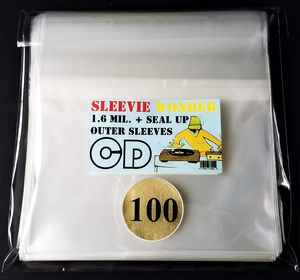 SLEEVIE WONDER
1.6 MIL. + SEAL UP
OUTER SLEEVES
CD
100